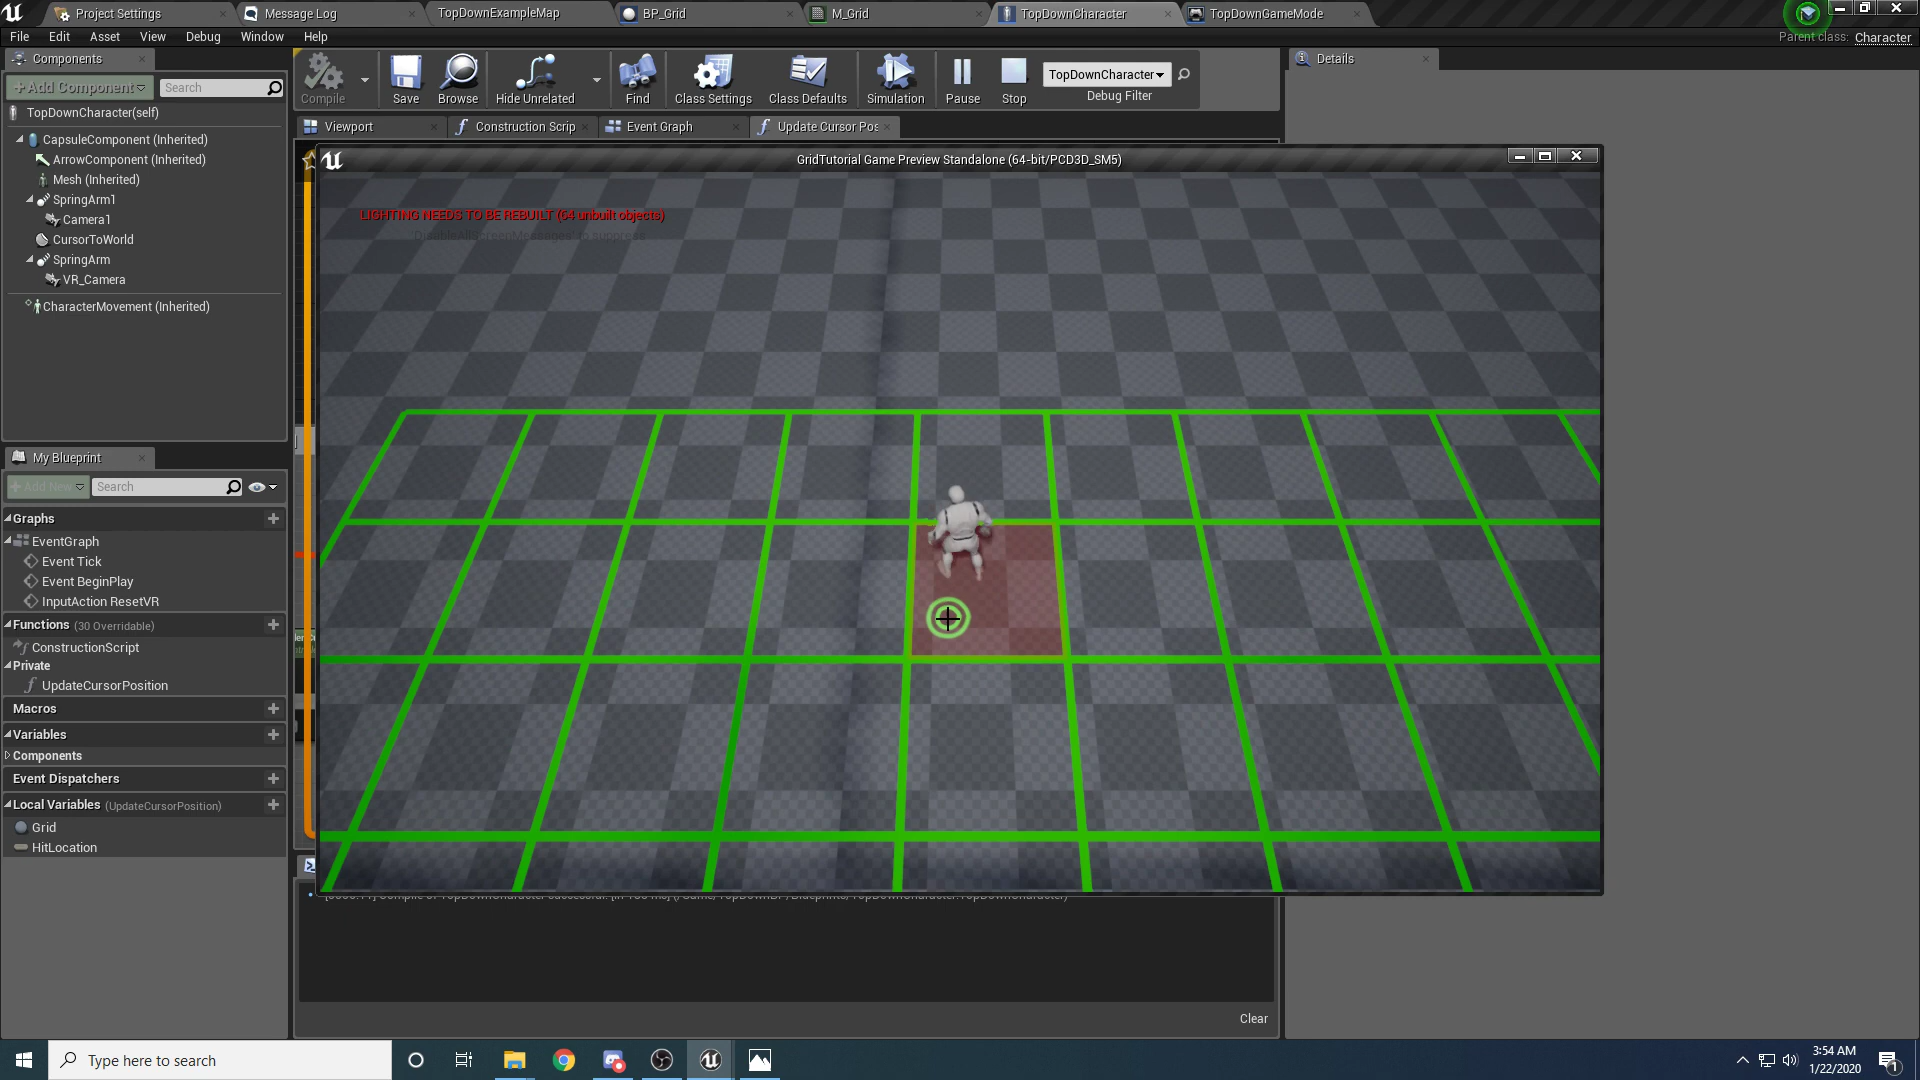 Project Settings
Message Log
TopDownExampleMap
BP_Grid
M_Grid
TopDownCharacter
TopDownGameMode
File Edit Asset View Debug Window Help
Parent class: Character
Components
+Add Component
Search
TopDownCharacter(self)
CapsuleComponent (Inherited)
ArrowComponent (Inherited)
Mesh (Inherited)
SpringArm1
Camera1
CursorToWorld
SpringArm
VR_Camera
CharacterMovement (Inherited)
Compile
Save
Browse
Hide Unrelated
Find
Class Settings
Class Defaults
Simulation
Pause
Stop
TopDownCharacter
Debug Filter
Details
Viewport
Construction Scrip
Event Graph
Update Cursor Pos
GridTutorial Game Preview Standalone (64-bit/PCD3D_SM5)
LIGHTING NEEDS TO BE REBUILT (64 unbuilt objects)
'DisableAllScreenMessages' to suppress
My Blueprint
+Add New
Search
Graphs
EventGraph
Event Tick
Event BeginPlay
InputAction ResetVR
Functions (30 Overridable)
ConstructionScript
Private
UpdateCursorPosition
Macros
Variables
Components
Event Dispatchers
Local Variables (UpdateCursorPosition)
Grid
HitLocation
Clear
Type here to search
3:54 AM
1/22/2020
1